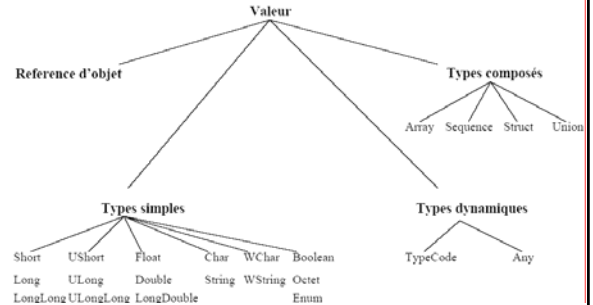 Valeur
Reference d'objet
Types composés
Array Sequence Struct Union
Types simples
Types dynamiques
Short UShort Float Char WChar Boolean
TypeCode Any
Long ULong Double String WString Octet
LongLong ULongLong LongDouble Enum